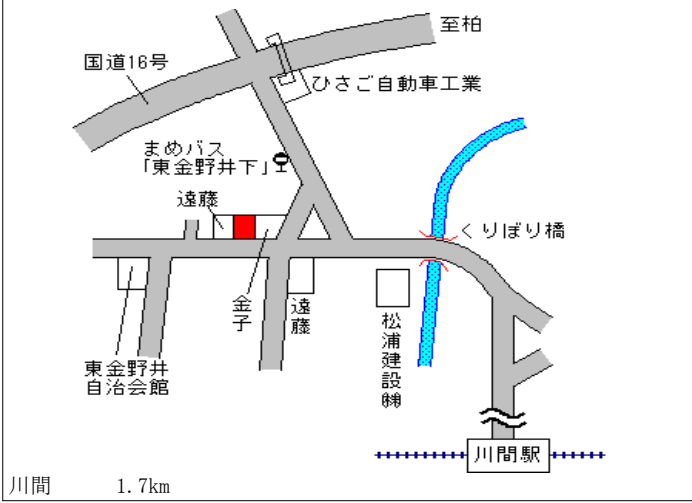 至柏
国道16号
ひさご自動車工業
まめバス
「東金野井下」
遠藤
くりぼり橋
金子
遠藤
松浦建設㈱
東金野井
自治会館
川間駅
川間 1.7km